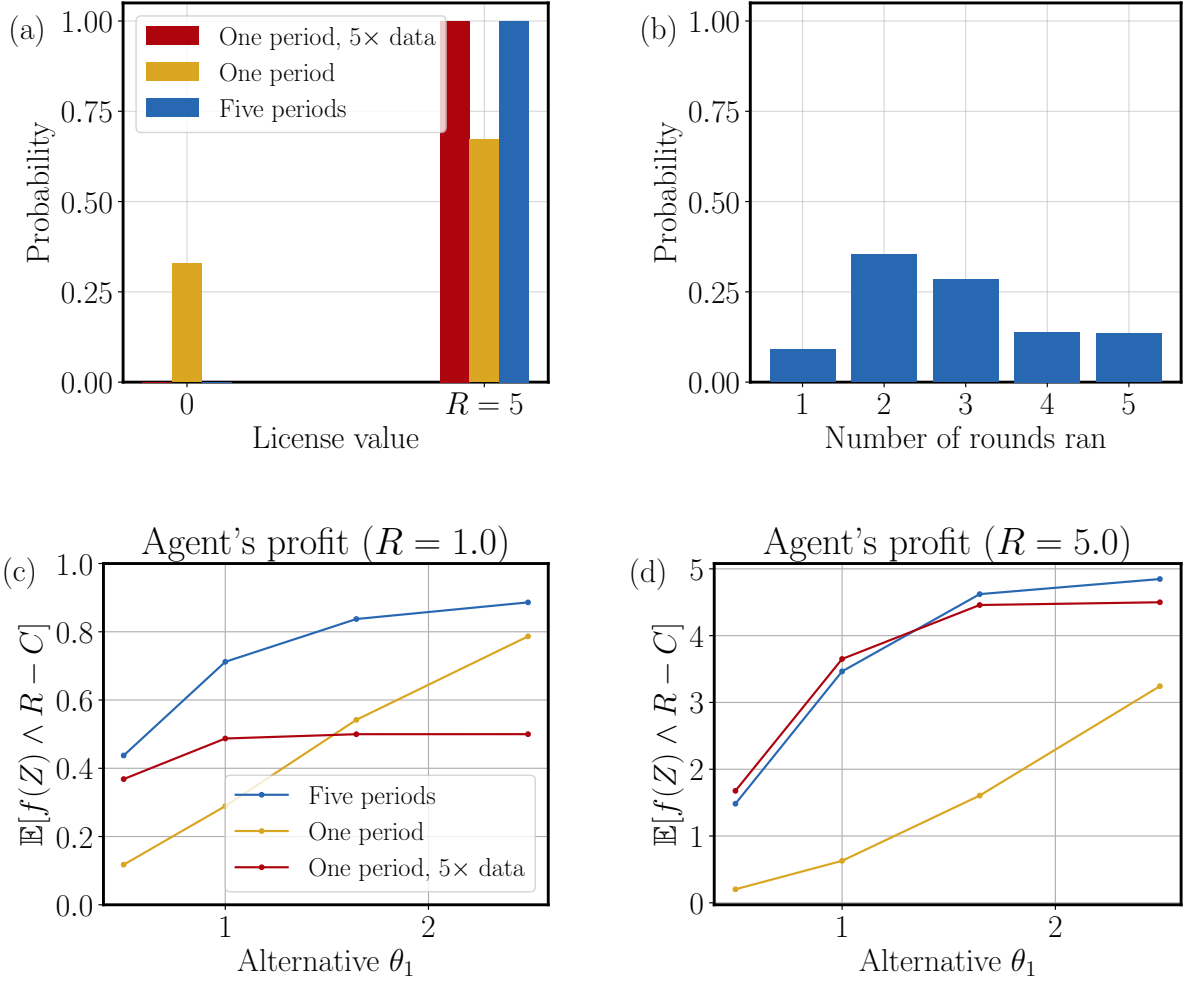 (a)
1.00
0.75
0.50
0.25
0.00
Probability
One period, 5× data
One period
Five periods
0
R = 5
License value
(b)
1.00
0.75
0.50
0.25
0.00
Probability
1
2
3
4
5
Number of rounds ran
Agent's profit (R = 1.0)
(c)
1.0
0.8
0.6
0.4
0.2
0.0
𝔼[f(Z) ∧ R − C]
Five periods
One period
One period, 5× data
1
2
Alternative θ₁
Agent's profit (R = 5.0)
(d)
5
4
3
2
1
0
𝔼[f(Z) ∧ R − C]
1
2
Alternative θ₁